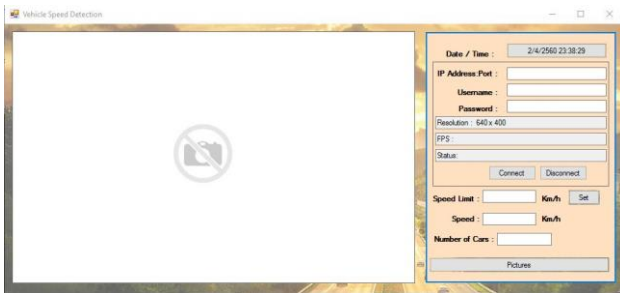 Vehicle Speed Detection
Date / Time : 2/4/2560 23:38:29
IP Address:Port :
Username :
Password :
Resolution : 640 x 400
FPS :
Status:
Connect Disconnect
Speed Limit : Km/h Set
Speed : Km/h
Number of Cars :
Pictures